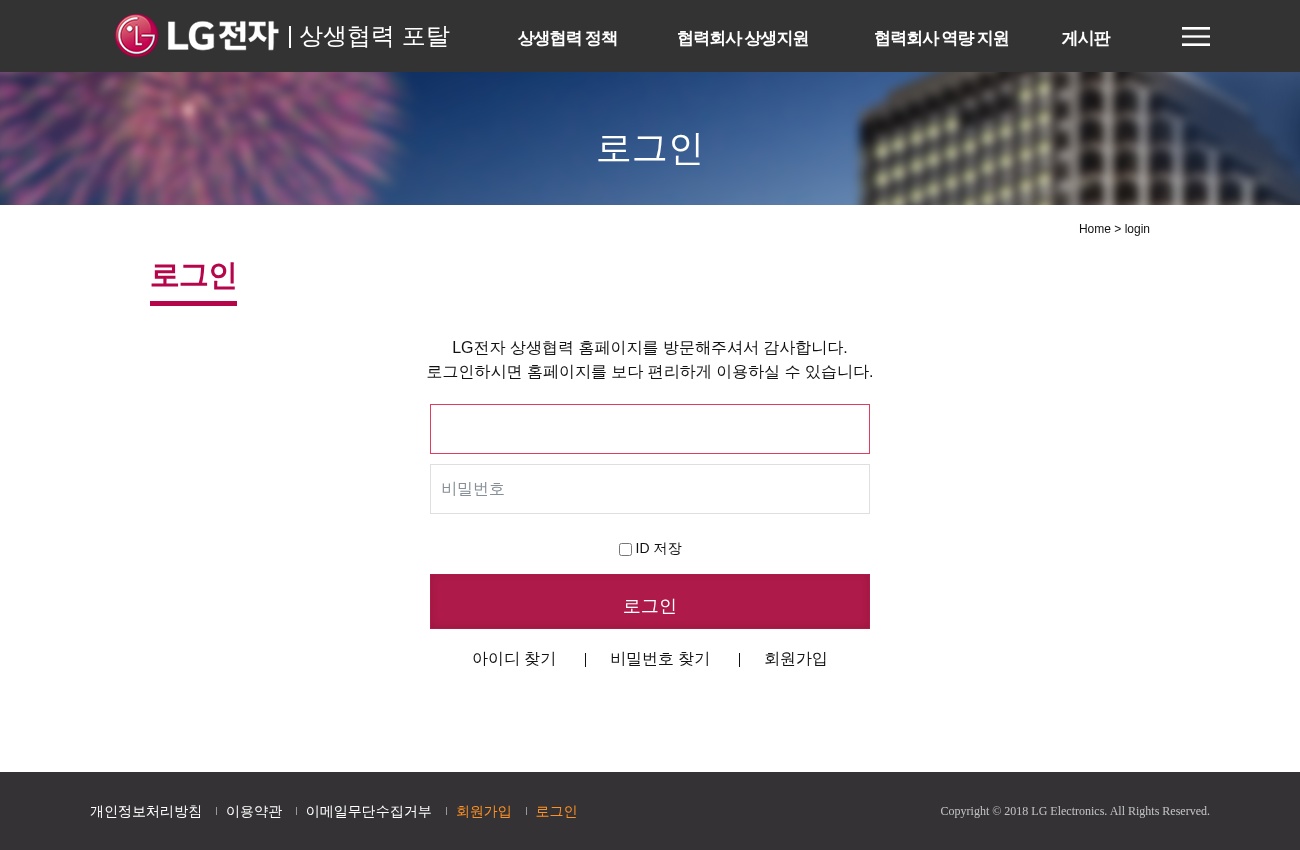 LG전자 | 상생협력 포탈
상생협력 정책
협력회사 상생지원
협력회사 역량 지원
게시판
로그인
Home > login
로그인
LG전자 상생협력 홈페이지를 방문해주셔서 감사합니다.
로그인하시면 홈페이지를 보다 편리하게 이용하실 수 있습니다.
비밀번호
ID 저장
로그인
아이디 찾기 | 비밀번호 찾기 | 회원가입
개인정보처리방침 | 이용약관 | 이메일무단수집거부 | 회원가입 | 로그인
Copyright © 2018 LG Electronics. All Rights Reserved.